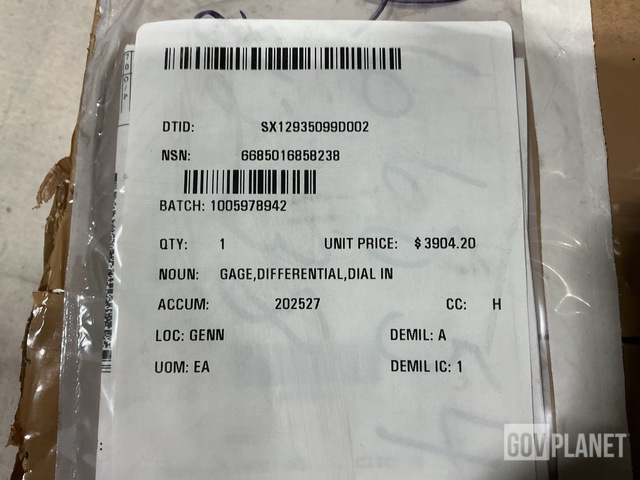 DTID: SX12935099D002
NSN: 6685016858238
BATCH: 1005978942
QTY: 1 UNIT PRICE: $3904.20
NOUN: GAGE,DIFFERENTIAL,DIAL IN
ACCUM: 202527 CC: H
LOC: GENN DEMIL: A
UOM: EA DEMIL IC: 1
GOVPLANET